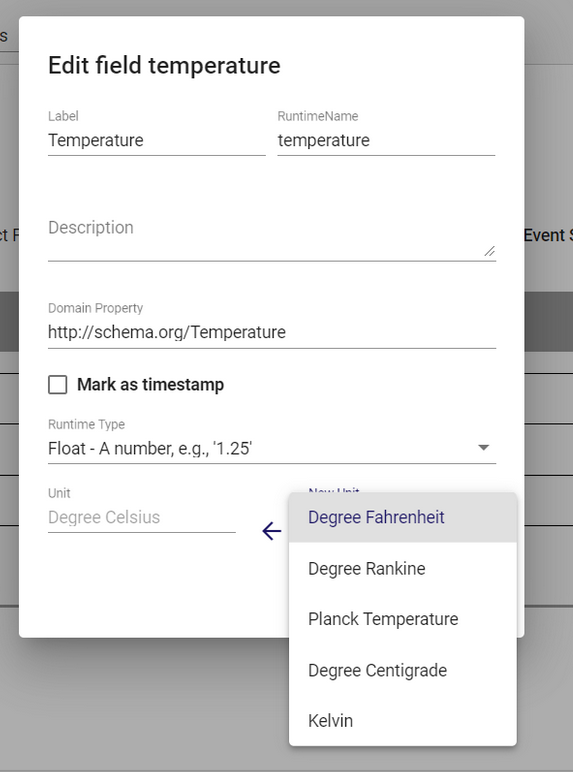 s
Edit field temperature
Label
RuntimeName
Temperature
temperature
Description
ct F
Event S
Domain Property
http://schema.org/Temperature
Mark as timestamp
Runtime Type
Float - A number, e.g., '1.25'
Unit
New Unit
Degree Celsius
Degree Fahrenheit
Degree Rankine
Planck Temperature
Degree Centigrade
Kelvin